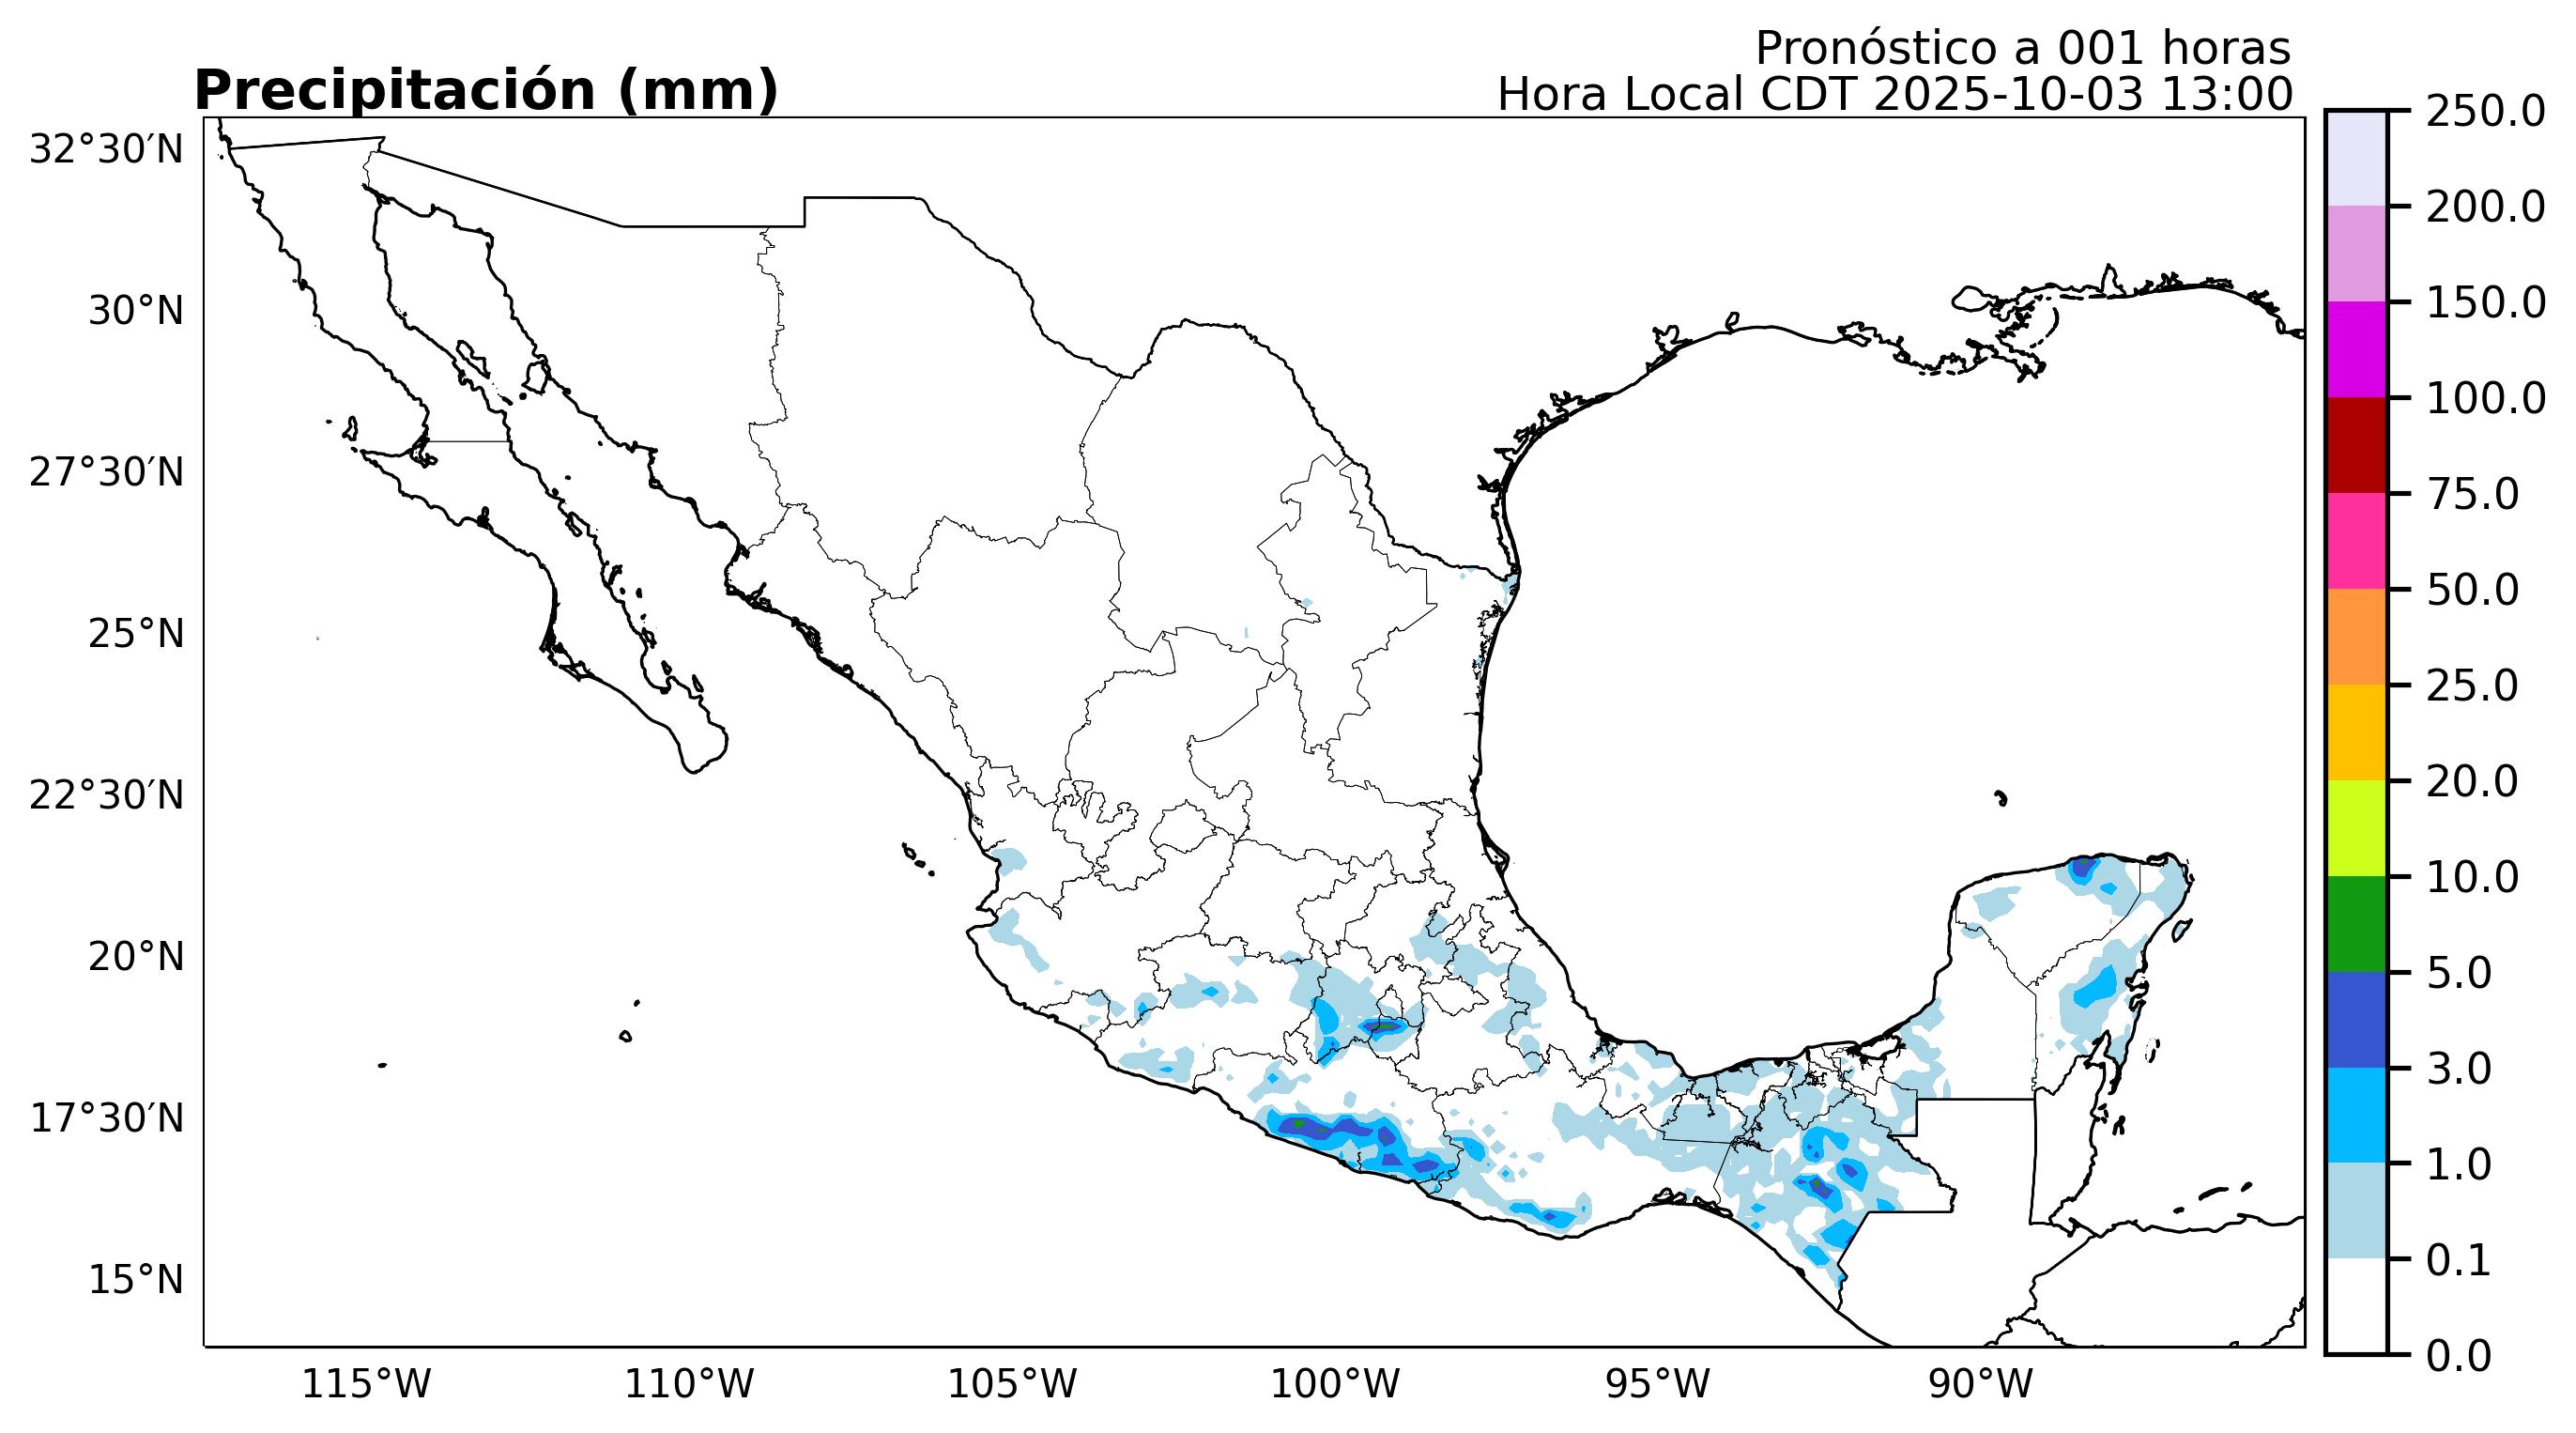 Pronóstico a 001 horas
Precipitación (mm)
Hora Local CDT 2025-10-03 13:00
32°30′N
30°N
27°30′N
25°N
22°30′N
20°N
17°30′N
15°N
115°W
110°W
105°W
100°W
95°W
90°W
250.0
200.0
150.0
100.0
75.0
50.0
25.0
20.0
10.0
5.0
3.0
1.0
0.1
0.0